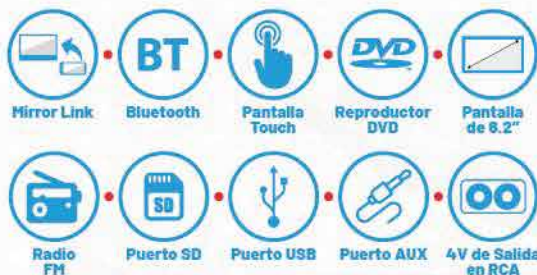 BT
DVD
Mirror Link
Bluetooth
Pantalla
Touch
Reproductor
DVD
Pantalla
de 6.2”
SD
Radio
FM
Puerto SD
Puerto USB
Puerto AUX
4V de Salida
en RCA